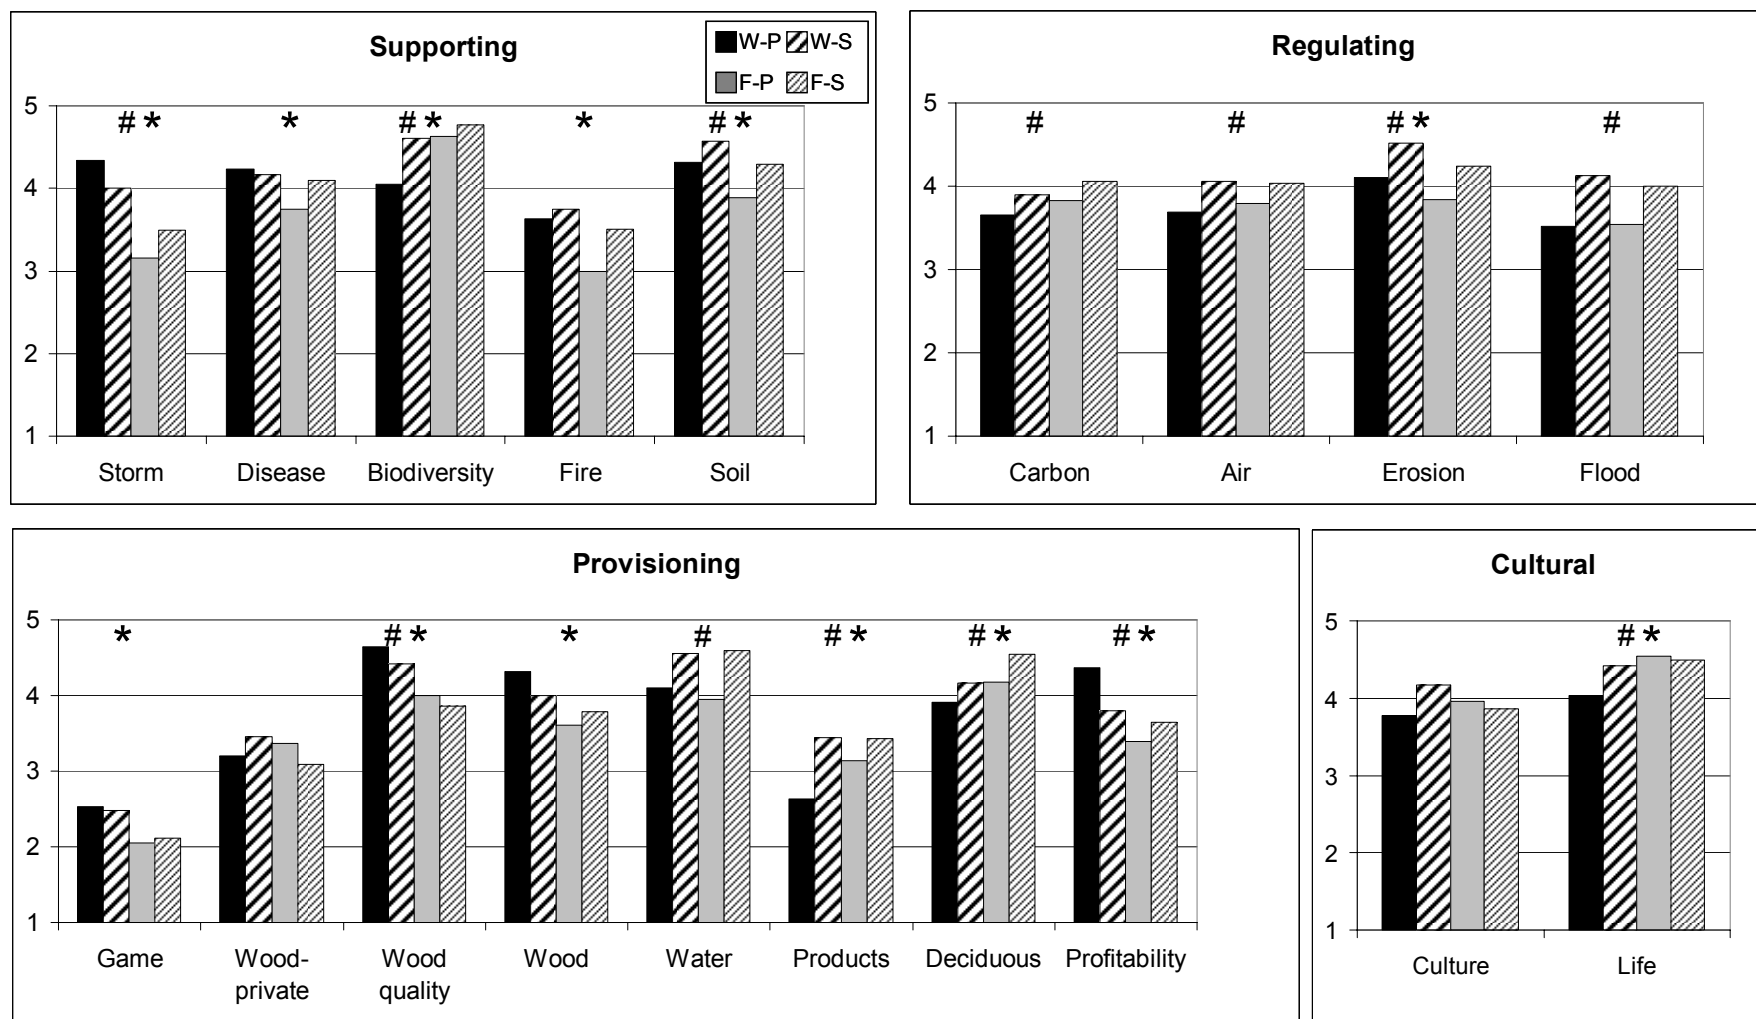 Supporting
W-P W-S
F-P F-S
5
4
3
2
1
# * * # * * # *
Storm Disease Biodiversity Fire Soil
Regulating
5
4
3
2
1
# # # * #
Carbon Air Erosion Flood
Provisioning
5
4
3
2
1
* # * * # # * # * # *
Game Wood- Wood Wood Water Products Deciduous Profitability
private quality
Cultural
5
4
3
2
1
# *
Culture Life